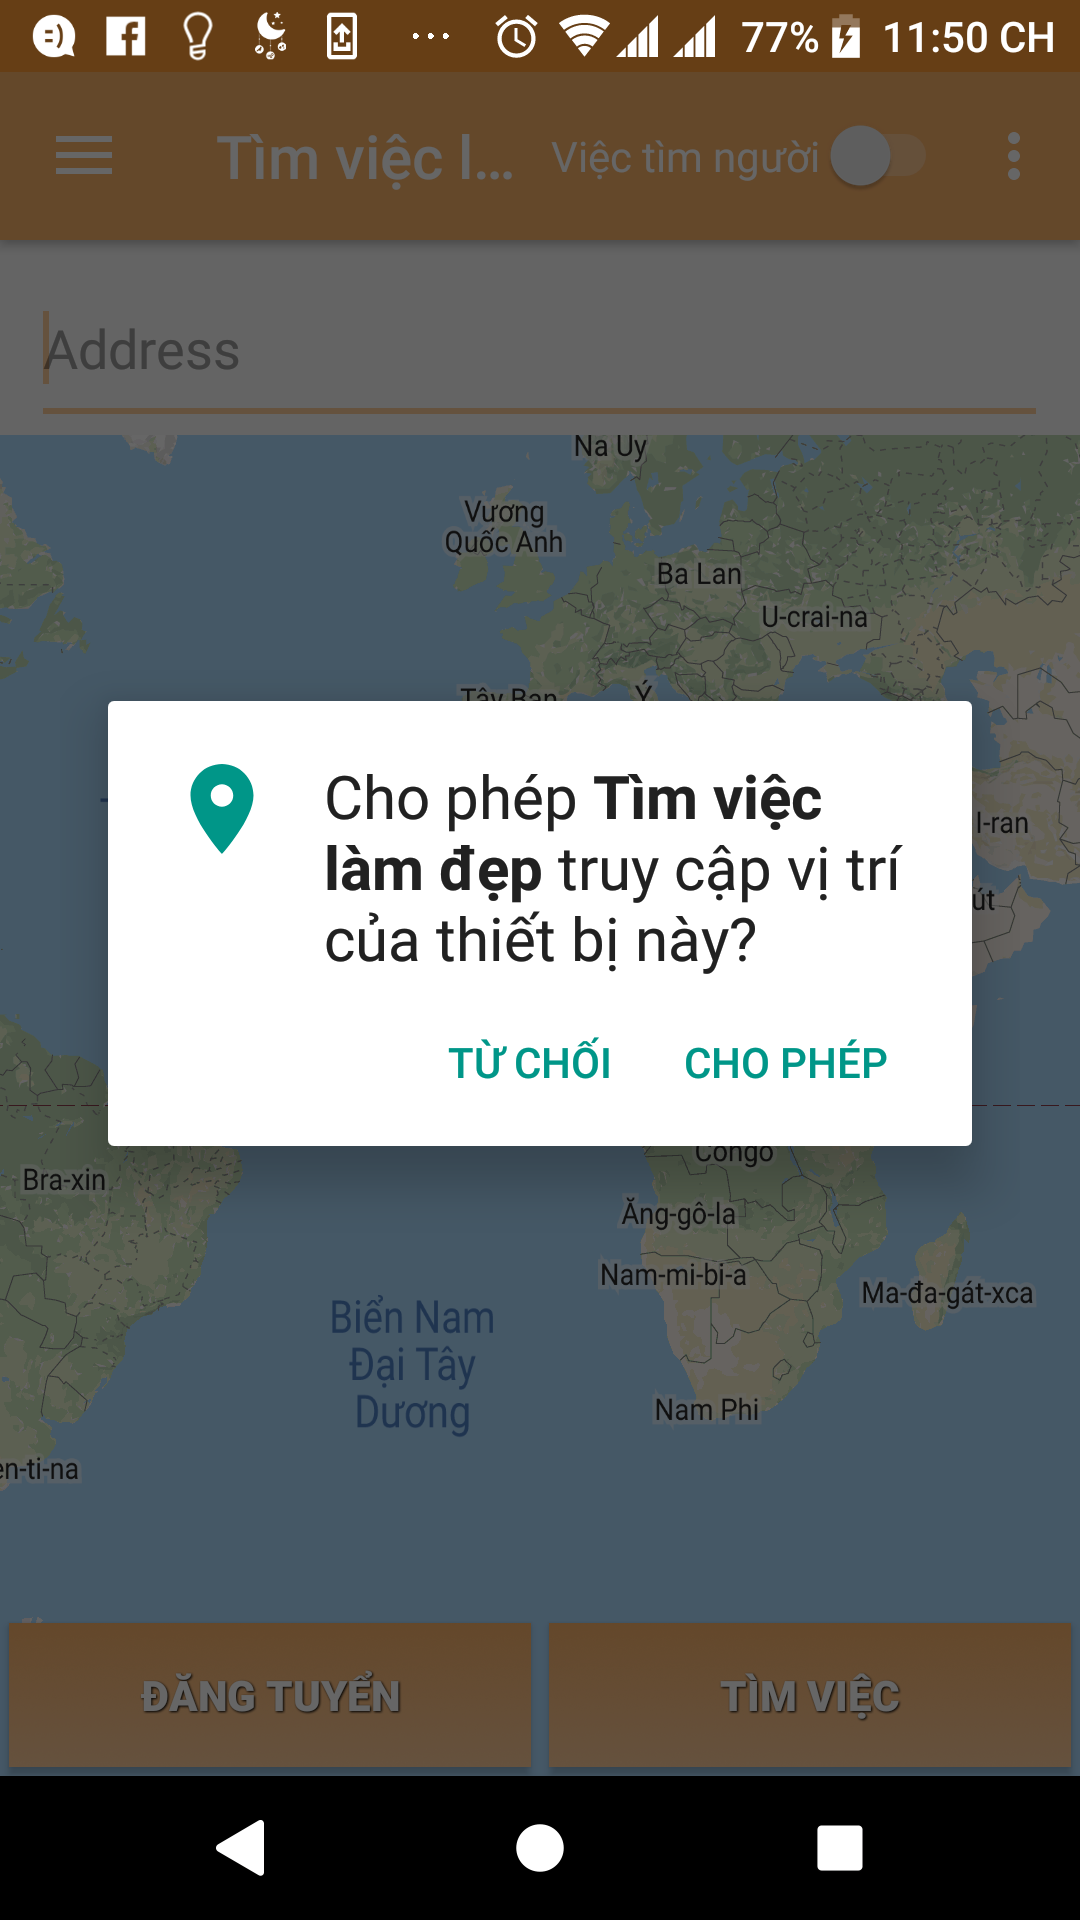 77% 11:50 CH
Tìm việc l... Việc tìm người
Address
Na Uy
Vương
Quốc Anh
Ba Lan
U-crai-na
Tây Ban
Ý
Cho phép Tìm việc
làm đẹp truy cập vị trí
của thiết bị này?
TỪ CHỐI CHO PHÉP
I-ran
út
Congo
Bra-xin
Ăng-gô-la
Nam-mi-bi-a
Ma-đa-gát-xca
Biển Nam
Đại Tây
Dương
Nam Phi
en-ti-na
ĐĂNG TUYỂN TÌM VIỆC